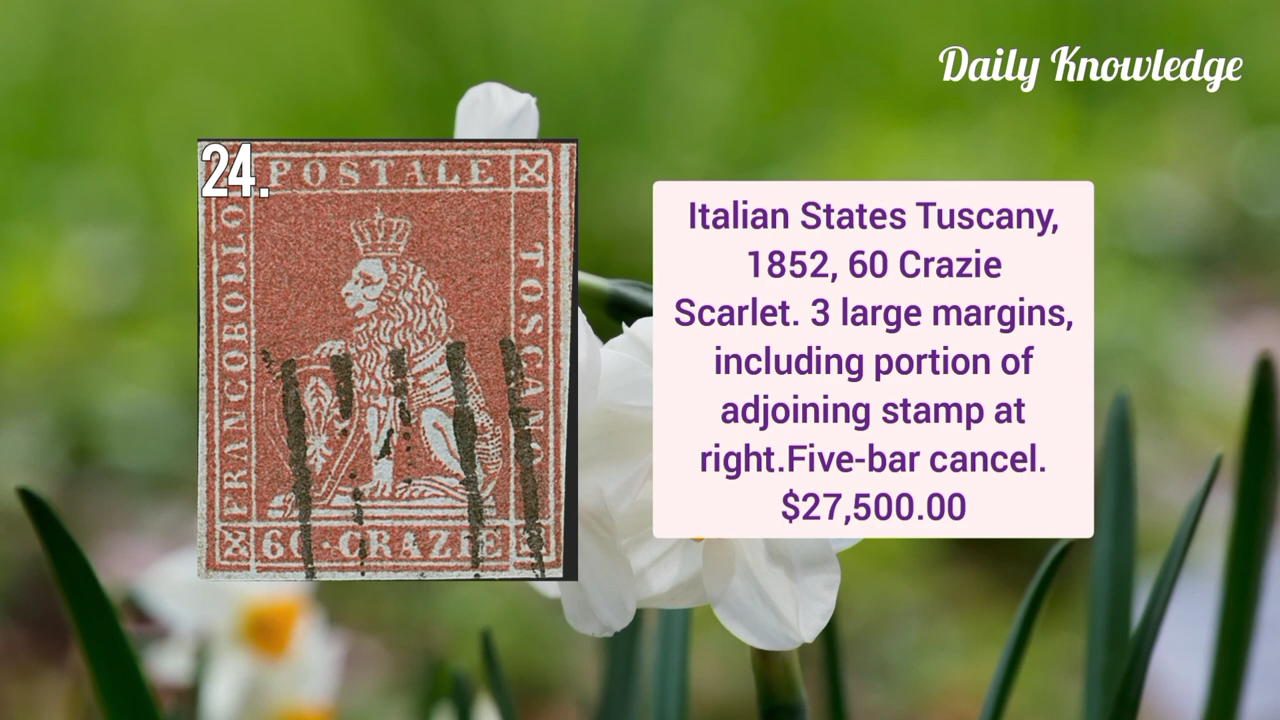 Daily Knowledge
24.
POSTALE
FRANCOBOLLO
TOSCANO
60·CRAZIE
Italian States Tuscany,
1852, 60 Crazie
Scarlet. 3 large margins,
including portion of
adjoining stamp at
right.Five-bar cancel.
$27,500.00